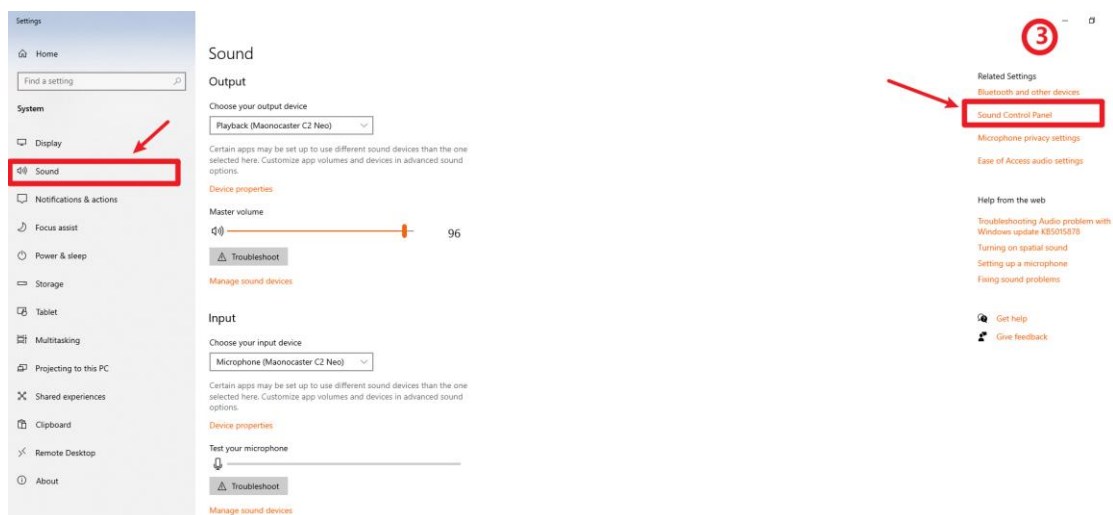 Settings
Home
Find a setting
System
Display
Sound
Notifications & actions
Focus assist
Power & sleep
Storage
Tablet
Multitasking
Projecting to this PC
Shared experiences
Clipboard
Remote Desktop
About
Sound
Output
Choose your output device
Playback (Maonocaster C2 Neo)
Certain apps may be set up to use different sound devices than the one
selected here. Customize app volumes and devices in advanced sound
options.
Device properties
Master volume
96
Troubleshoot
Manage sound devices
Input
Choose your input device
Microphone (Maonocaster C2 Neo)
Certain apps may be set up to use different sound devices than the one
selected here. Customize app volumes and devices in advanced sound
options.
Device properties
Test your microphone
Troubleshoot
Manage sound devices
3
Related Settings
Bluetooth and other devices
Sound Control Panel
Microphone privacy settings
Ease of Access audio settings
Help from the web
Troubleshooting Audio problem with
Windows update KB5015878
Turning on spatial sound
Setting up a microphone
Fixing sound problems
Get help
Give feedback